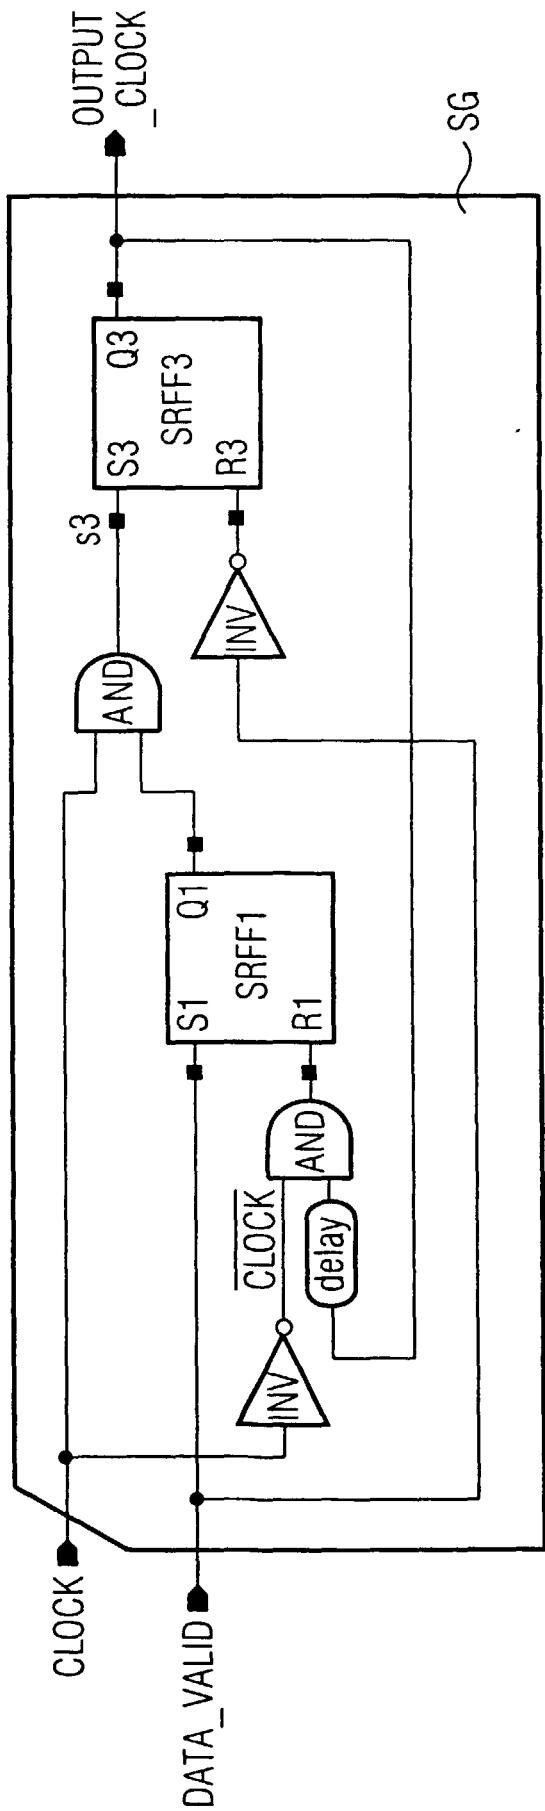 CLOCK
DATA_VALID
INV
CLOCK
delay
AND
S1
Q1
SRFF1
R1
AND
s3
INV
S3
Q3
SRFF3
R3
OUTPUT
_CLOCK
SG